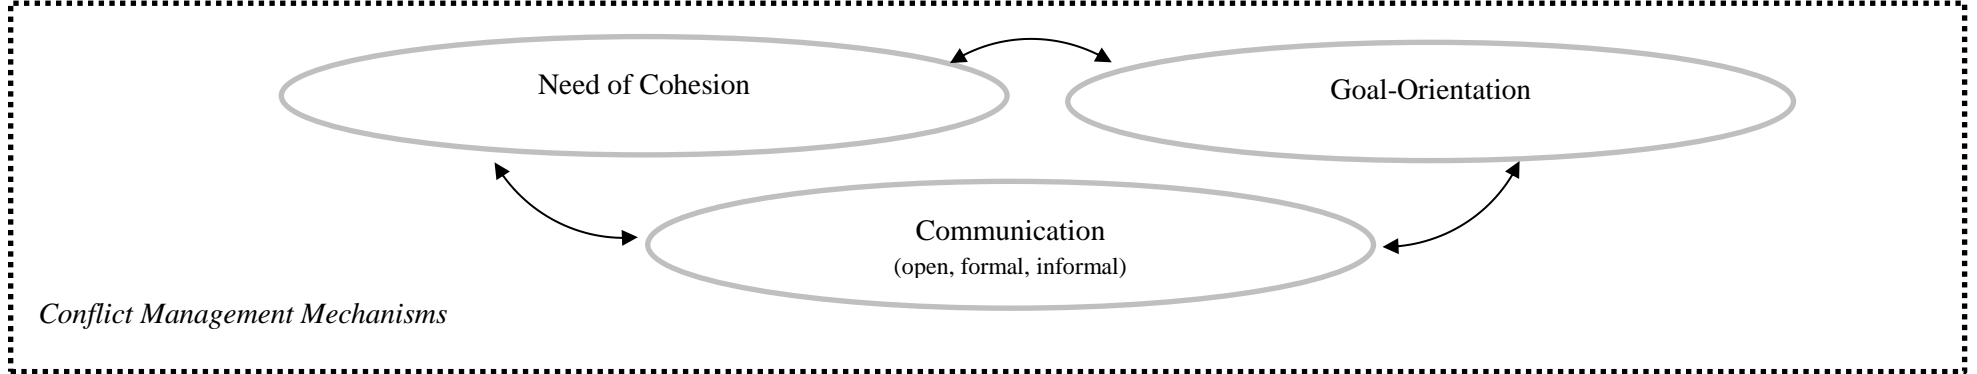 Need of Cohesion
Goal-Orientation
Communication
(open, formal, informal)
Conflict Management Mechanisms